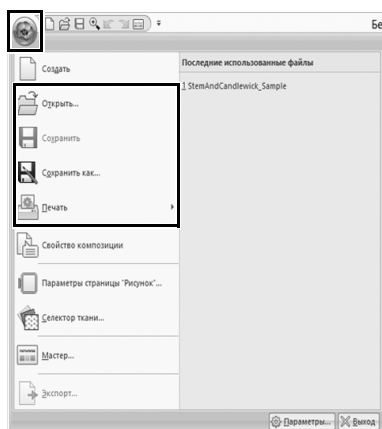 Бе
Создать
Открыть...
Сохранить
Сохранить как...
Печать
Свойство композиции
Параметры страницы "Рисунок"...
Селектор ткани...
Мастер...
Экспорт...
Последние использованные файлы
1 StemAndCandlewick_Sample
Параметры... Выход